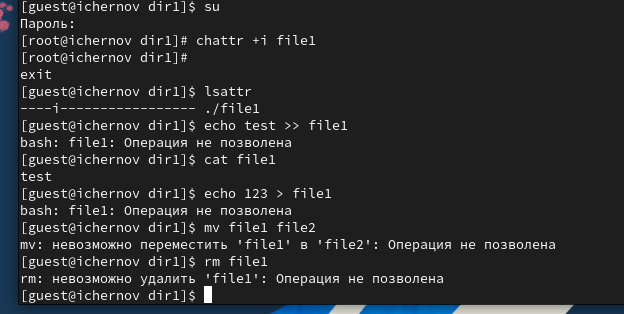 [guest@ichernov dir1]$ su
Пароль:
[root@ichernov dir1]# chattr +i file1
[root@ichernov dir1]#
exit
[guest@ichernov dir1]$ lsattr
----i----------------- ./file1
[guest@ichernov dir1]$ echo test >> file1
bash: file1: Операция не позволена
[guest@ichernov dir1]$ cat file1
test
[guest@ichernov dir1]$ echo 123 > file1
bash: file1: Операция не позволена
[guest@ichernov dir1]$ mv file1 file2
mv: невозможно переместить 'file1' в 'file2': Операция не позволена
[guest@ichernov dir1]$ rm file1
rm: невозможно удалить 'file1': Операция не позволена
[guest@ichernov dir1]$